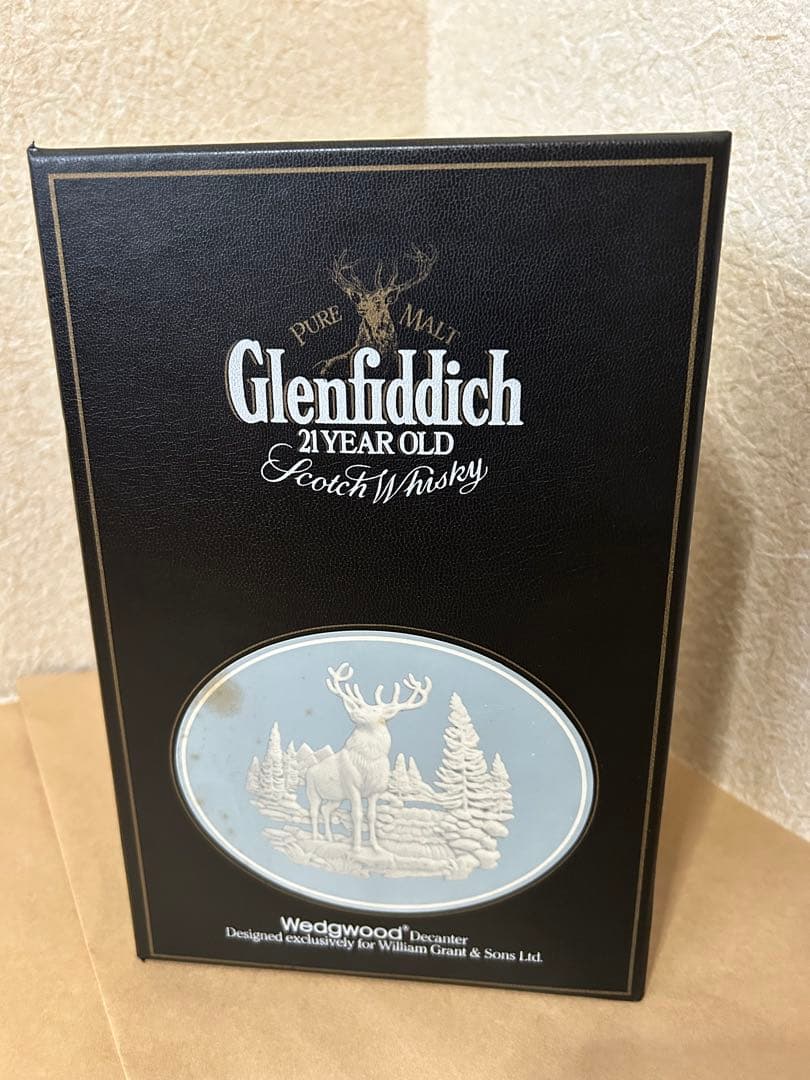 PURE MALT
Glenfiddich
21 YEAR OLD
Scotch Whisky
Wedgwood® Decanter
Designed exclusively for William Grant & Sons Ltd.